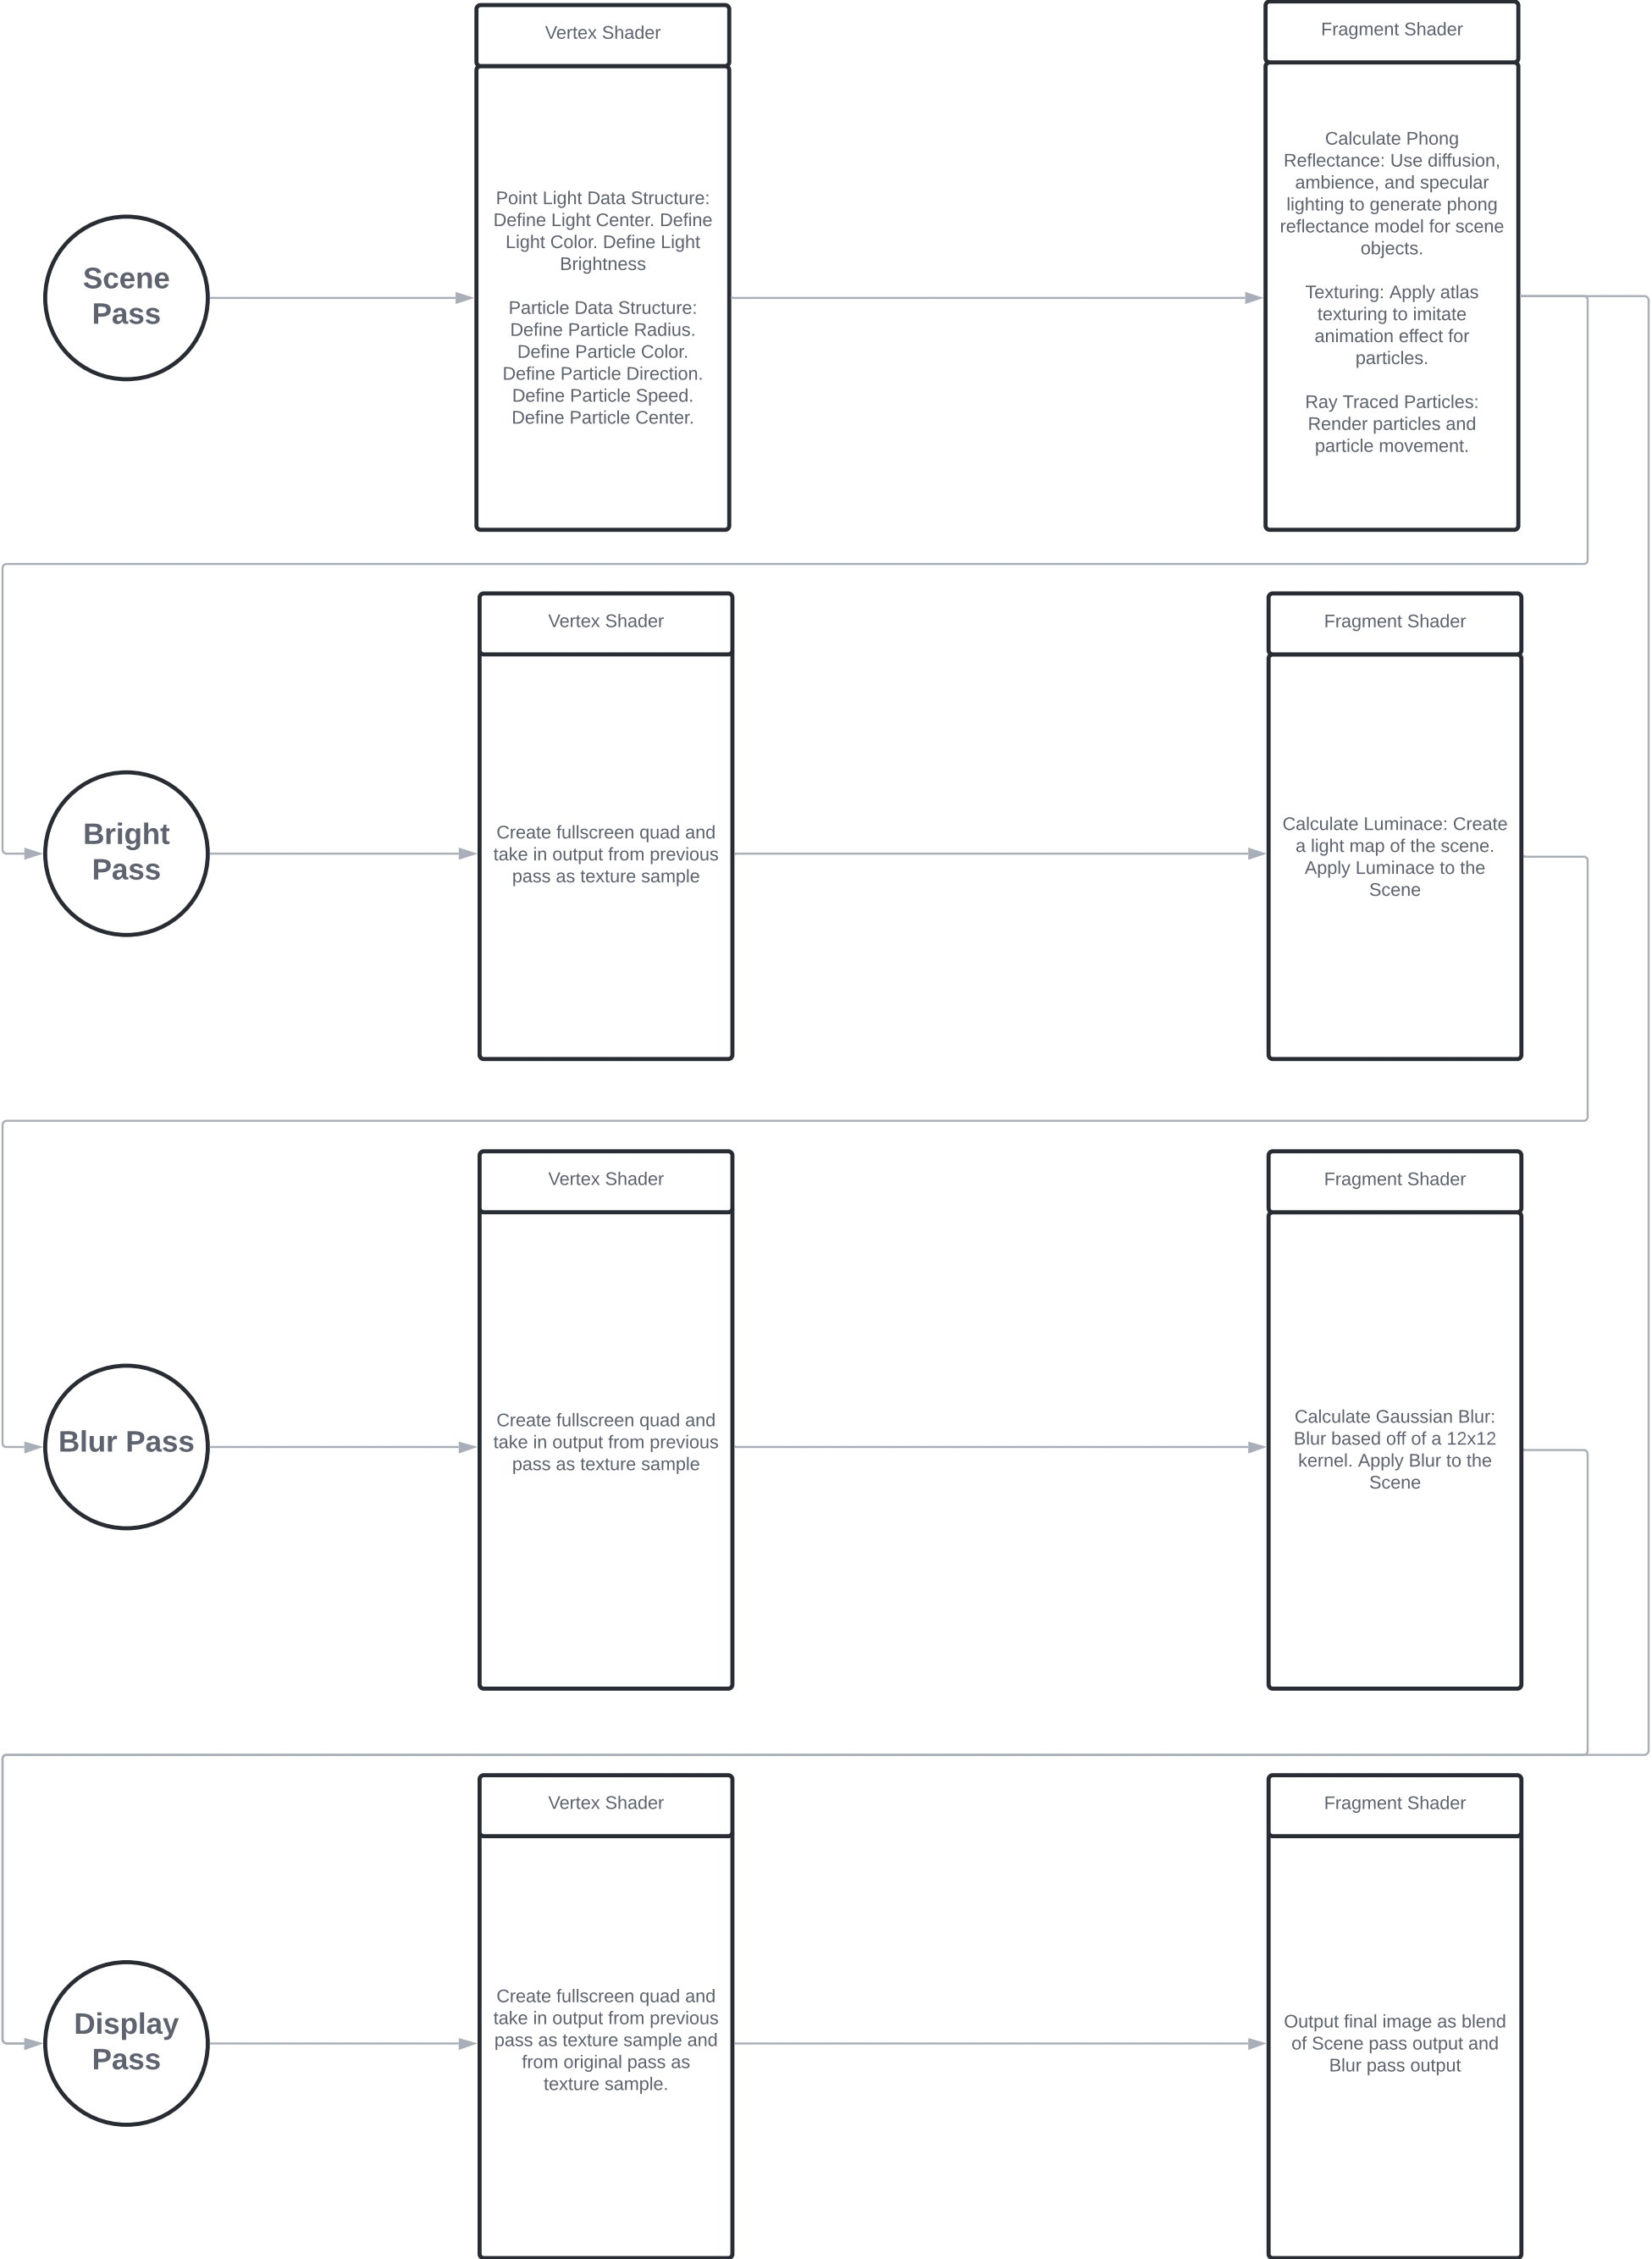 Vertex Shader
Fragment Shader
Scene
Pass
Point Light Data Structure:
Define Light Center. Define
Light Color. Define Light
Brightness
Particle Data Structure:
Define Particle Radius.
Define Particle Color.
Define Particle Direction.
Define Particle Speed.
Define Particle Center.
Calculate Phong
Reflectance: Use diffusion,
ambience, and specular
lighting to generate phong
reflectance model for scene
objects.
Texturing: Apply atlas
texturing to imitate
animation effect for
particles.
Ray Traced Particles:
Render particles and
particle movement.
Vertex Shader
Fragment Shader
Bright
Pass
Create fullscreen quad and
take in output from previous
pass as texture sample
Calculate Luminace: Create
a light map of the scene.
Apply Luminace to the
Scene
Vertex Shader
Fragment Shader
Blur Pass
Create fullscreen quad and
take in output from previous
pass as texture sample
Calculate Gaussian Blur:
Blur based off of a 12x12
kernel. Apply Blur to the
Scene
Vertex Shader
Fragment Shader
Display
Pass
Create fullscreen quad and
take in output from previous
pass as texture sample and
from original pass as
texture sample.
Output final image as blend
of Scene pass output and
Blur pass output